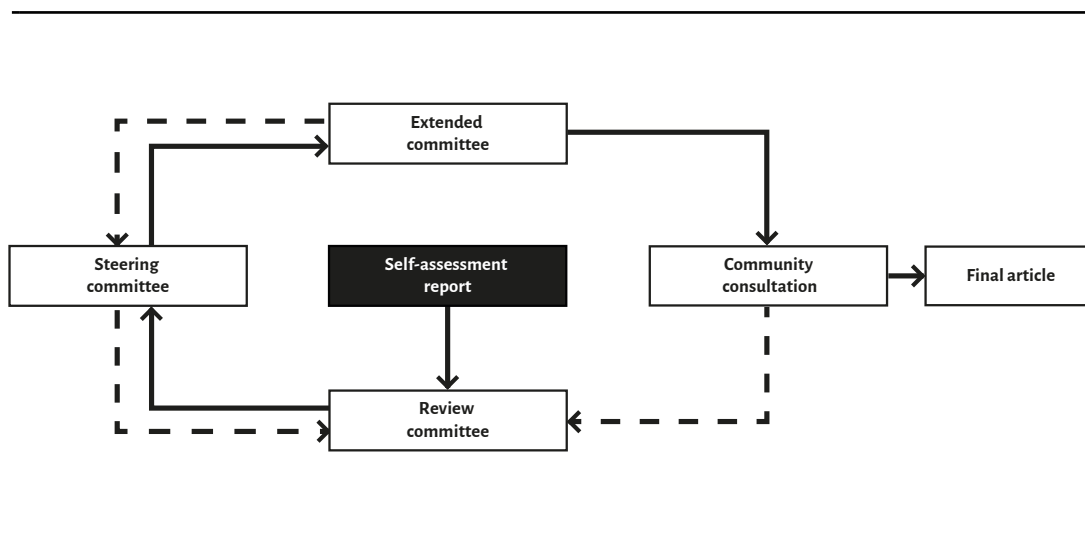 Extended
committee
Steering
committee
Self-assessment
report
Community
consultation
Final article
Review
committee